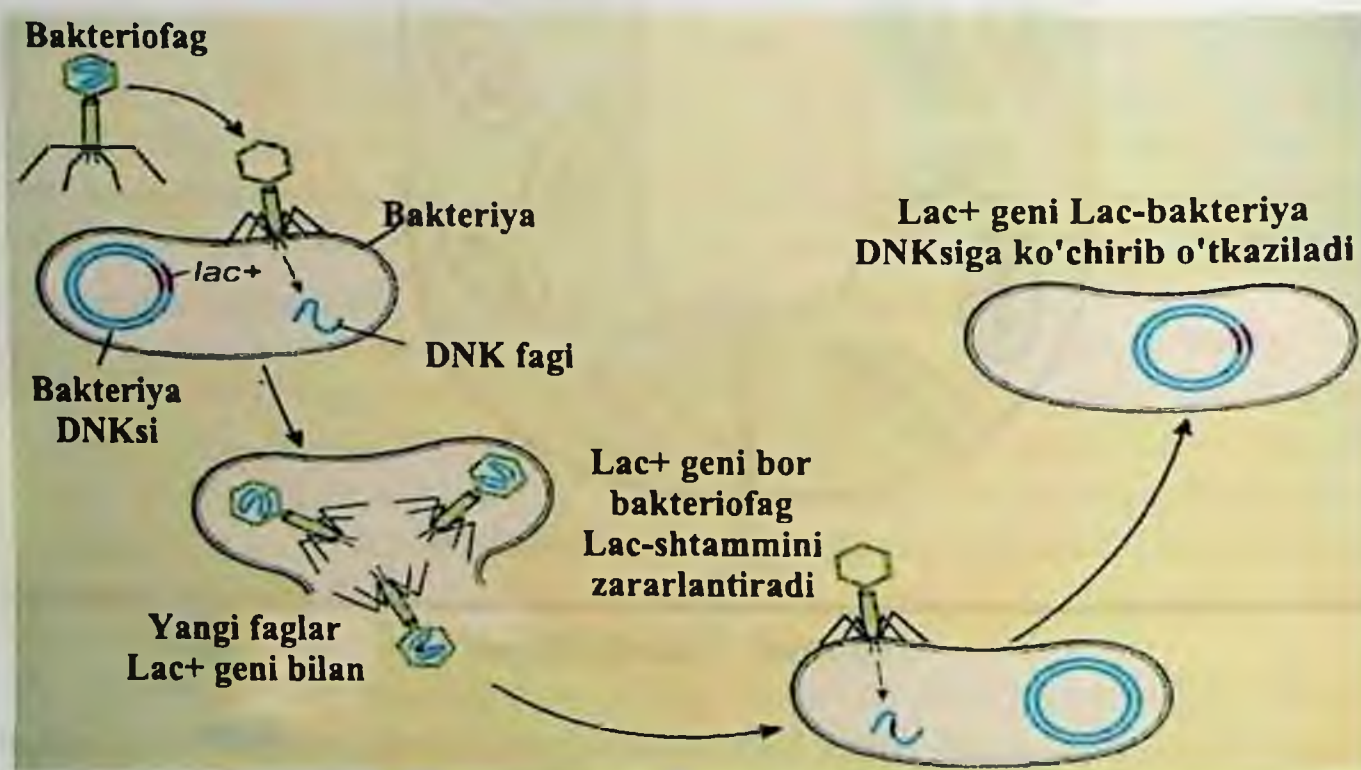 Bakteriofag
Bakteriya
lac+
DNK fagi
Bakteriya
DNKsi
Yangi faglar
Lac+ geni bilan
Lac+ geni bor
bakteriofag
Lac-shtammini
zararlantiradi
Lac+ geni Lac-bakteriya
DNKsiga ko'chirib o'tkaziladi